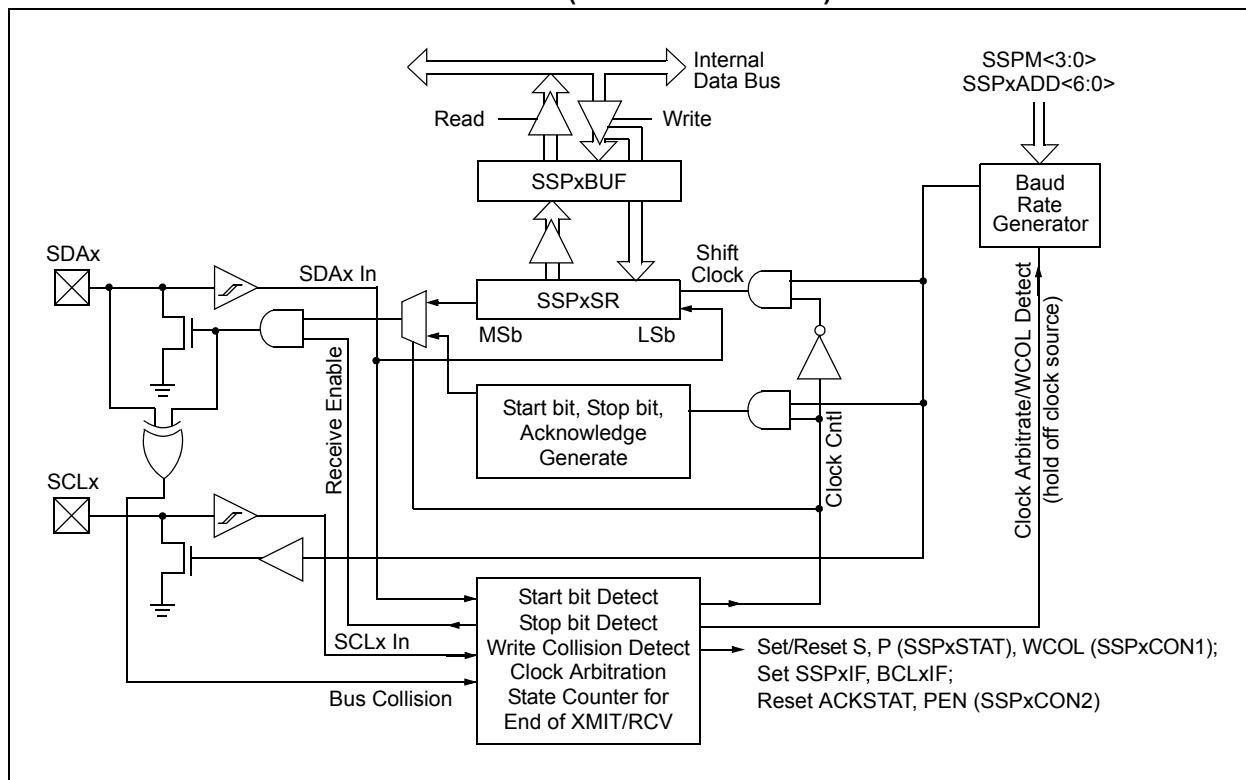 Internal
Data Bus
SSPM<3:0>
SSPxADD<6:0>
Read
Write
SSPxBUF
Baud
Rate
Generator
SDAx
SDAx In
Shift
Clock
SSPxSR
MSb
LSb
Start bit, Stop bit,
Acknowledge
Generate
Receive Enable
Clock Cntl
Clock Arbitrate/WCOL Detect
(hold off clock source)
SCLx
SCLx In
Bus Collision
Start bit Detect
Stop bit Detect
Write Collision Detect
Clock Arbitration
State Counter for
End of XMIT/RCV
Set/Reset S, P (SSPxSTAT), WCOL (SSPxCON1);
Set SSPxIF, BCLxIF;
Reset ACKSTAT, PEN (SSPxCON2)